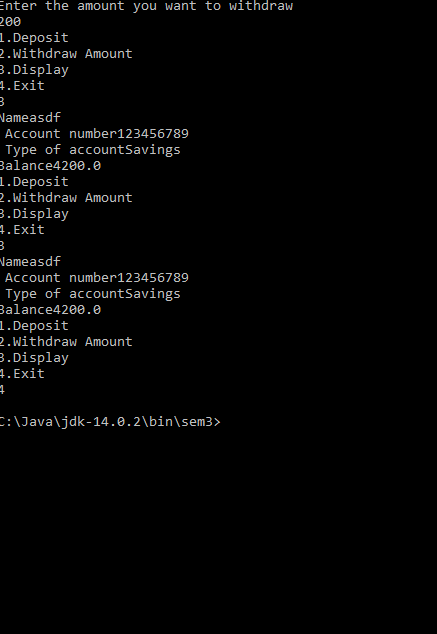 Enter the amount you want to withdraw
200
1.Deposit
2.Withdraw Amount
3.Display
4.Exit
3
Nameasdf
 Account number123456789
 Type of accountSavings
Balance4200.0
1.Deposit
2.Withdraw Amount
3.Display
4.Exit
3
Nameasdf
 Account number123456789
 Type of accountSavings
Balance4200.0
1.Deposit
2.Withdraw Amount
3.Display
4.Exit
4
C:\Java\jdk-14.0.2\bin\sem3>